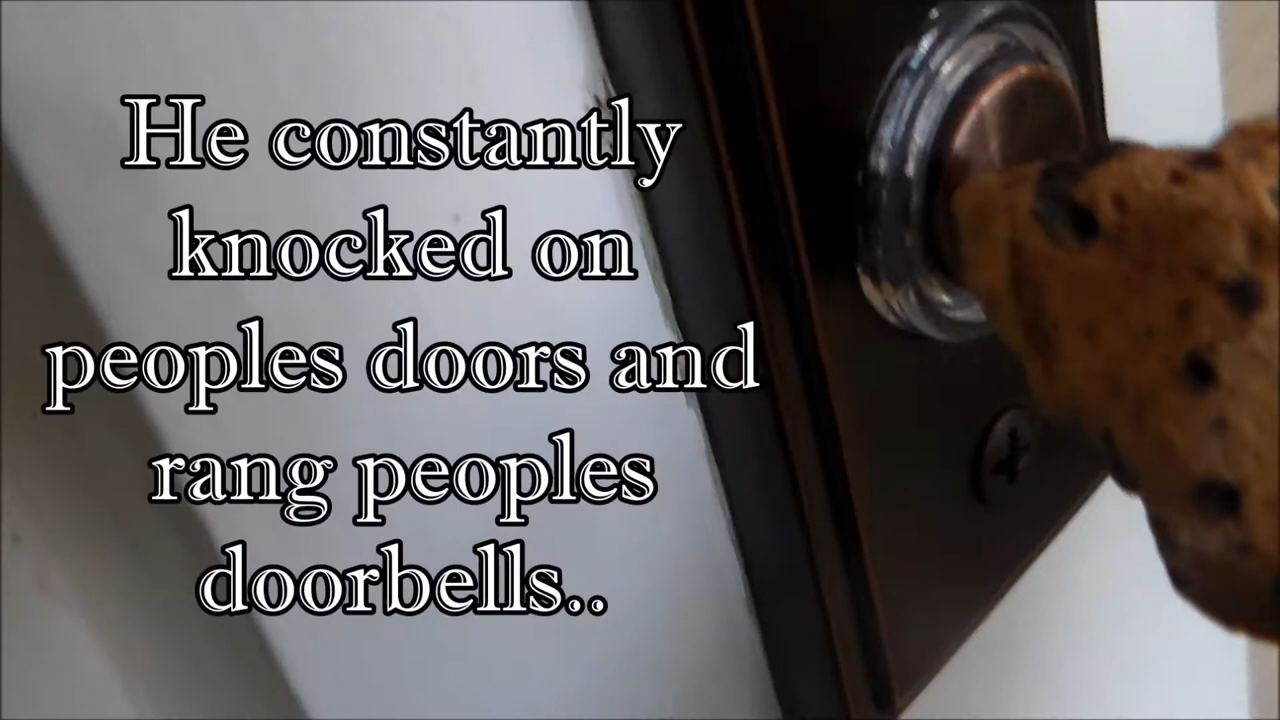 He constantly
knocked on
peoples doors and
rang peoples
doorbells..